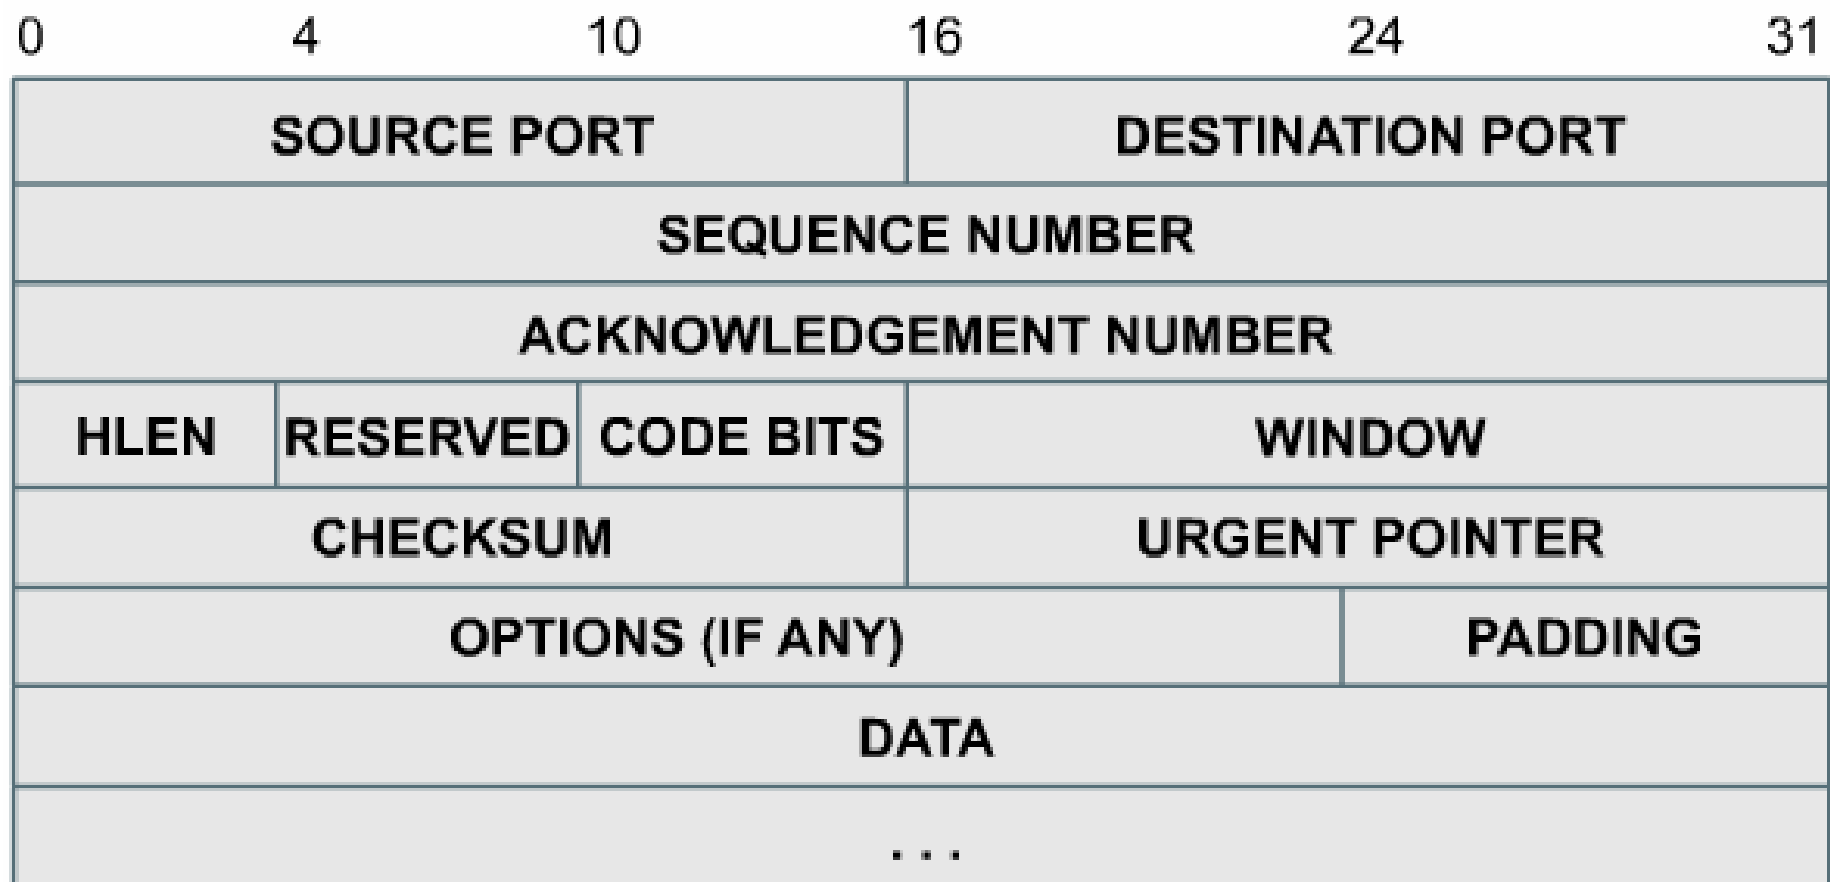 0 4 10 16 24 31
SOURCE PORT DESTINATION PORT
SEQUENCE NUMBER
ACKNOWLEDGEMENT NUMBER
HLEN RESERVED CODE BITS WINDOW
CHECKSUM URGENT POINTER
OPTIONS (IF ANY) PADDING
DATA
...